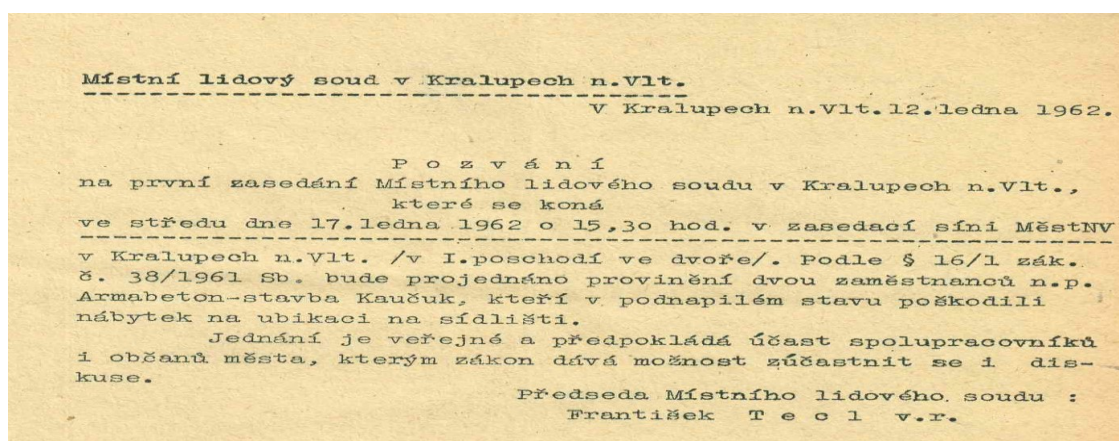 Místní lidový soud v Kralupech n.Vlt.
V Kralupech n.Vlt.12.ledna 1962.
P o z v á n í
na první zasedání Místního lidového soudu v Kralupech n.Vlt.,
které se koná
ve středu dne 17.ledna 1962 o 15,3o hod. v zasedací síni MěstNV
v Kralupech n.Vlt. /v I.poschodí ve dvoře/. Podle § 16/1 zák.
č. 38/1961 Sb. bude projednáno provinění dvou zaměstnanců n.p.
Armabeton-stavba Kaučuk, kteří v podnapilém stavu poškodili
nábytek na ubikaci na sídlišti.
Jednání je veřejné a předpokládá účast spolupracovníků
i občanů města, kterým zákon dává možnost zúčastnit se i dis-
kuse.
Předseda Místního lidového soudu :
František T e c l v.r.